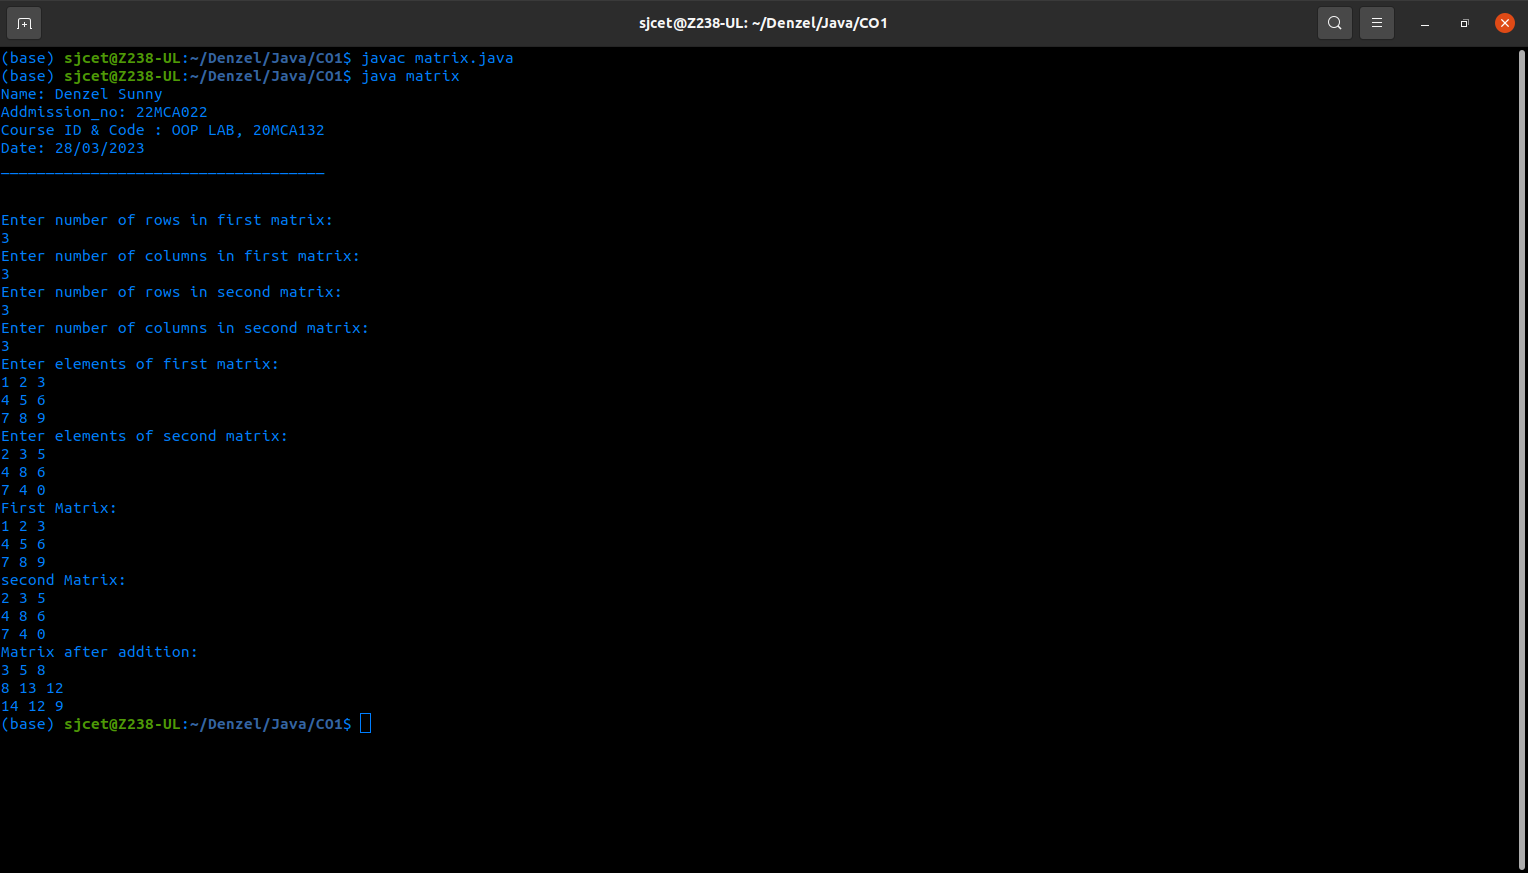 sjcet@Z238-UL: ~/Denzel/Java/CO1
(base) sjcet@Z238-UL:~/Denzel/Java/CO1$ javac matrix.java
(base) sjcet@Z238-UL:~/Denzel/Java/CO1$ java matrix
Name: Denzel Sunny
Addmission_no: 22MCA022
Course ID & Code : OOP LAB, 20MCA132
Date: 28/03/2023
____________________________________
Enter number of rows in first matrix:
3
Enter number of columns in first matrix:
3
Enter number of rows in second matrix:
3
Enter number of columns in second matrix:
3
Enter elements of first matrix:
1 2 3
4 5 6
7 8 9
Enter elements of second matrix:
2 3 5
4 8 6
7 4 0
First Matrix:
1 2 3
4 5 6
7 8 9
second Matrix:
2 3 5
4 8 6
7 4 0
Matrix after addition:
3 5 8
8 13 12
14 12 9
(base) sjcet@Z238-UL:~/Denzel/Java/CO1$